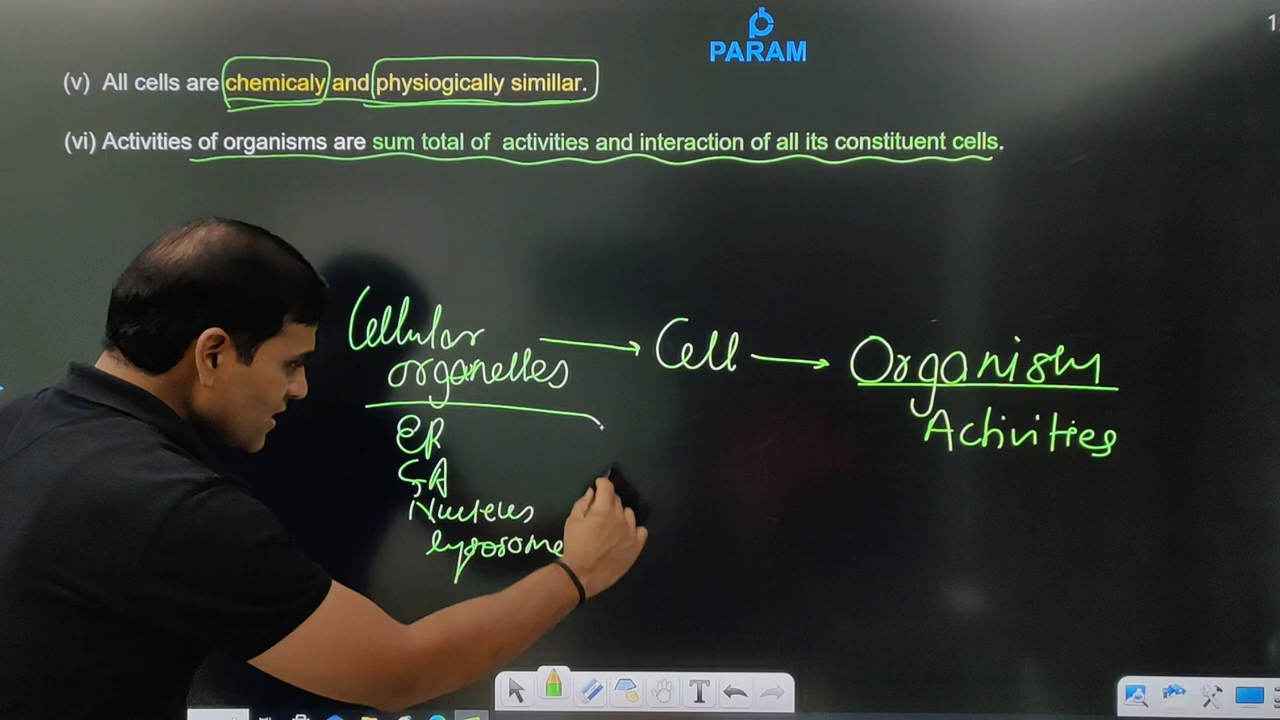 PARAM
(v) All cells are chemicaly and physiogically simillar.
(vi) Activities of organisms are sum total of activities and interaction of all its constituent cells.
Cellular organelles → Cell → Organism
Activities
ER
GA
Nucleus
lysosome